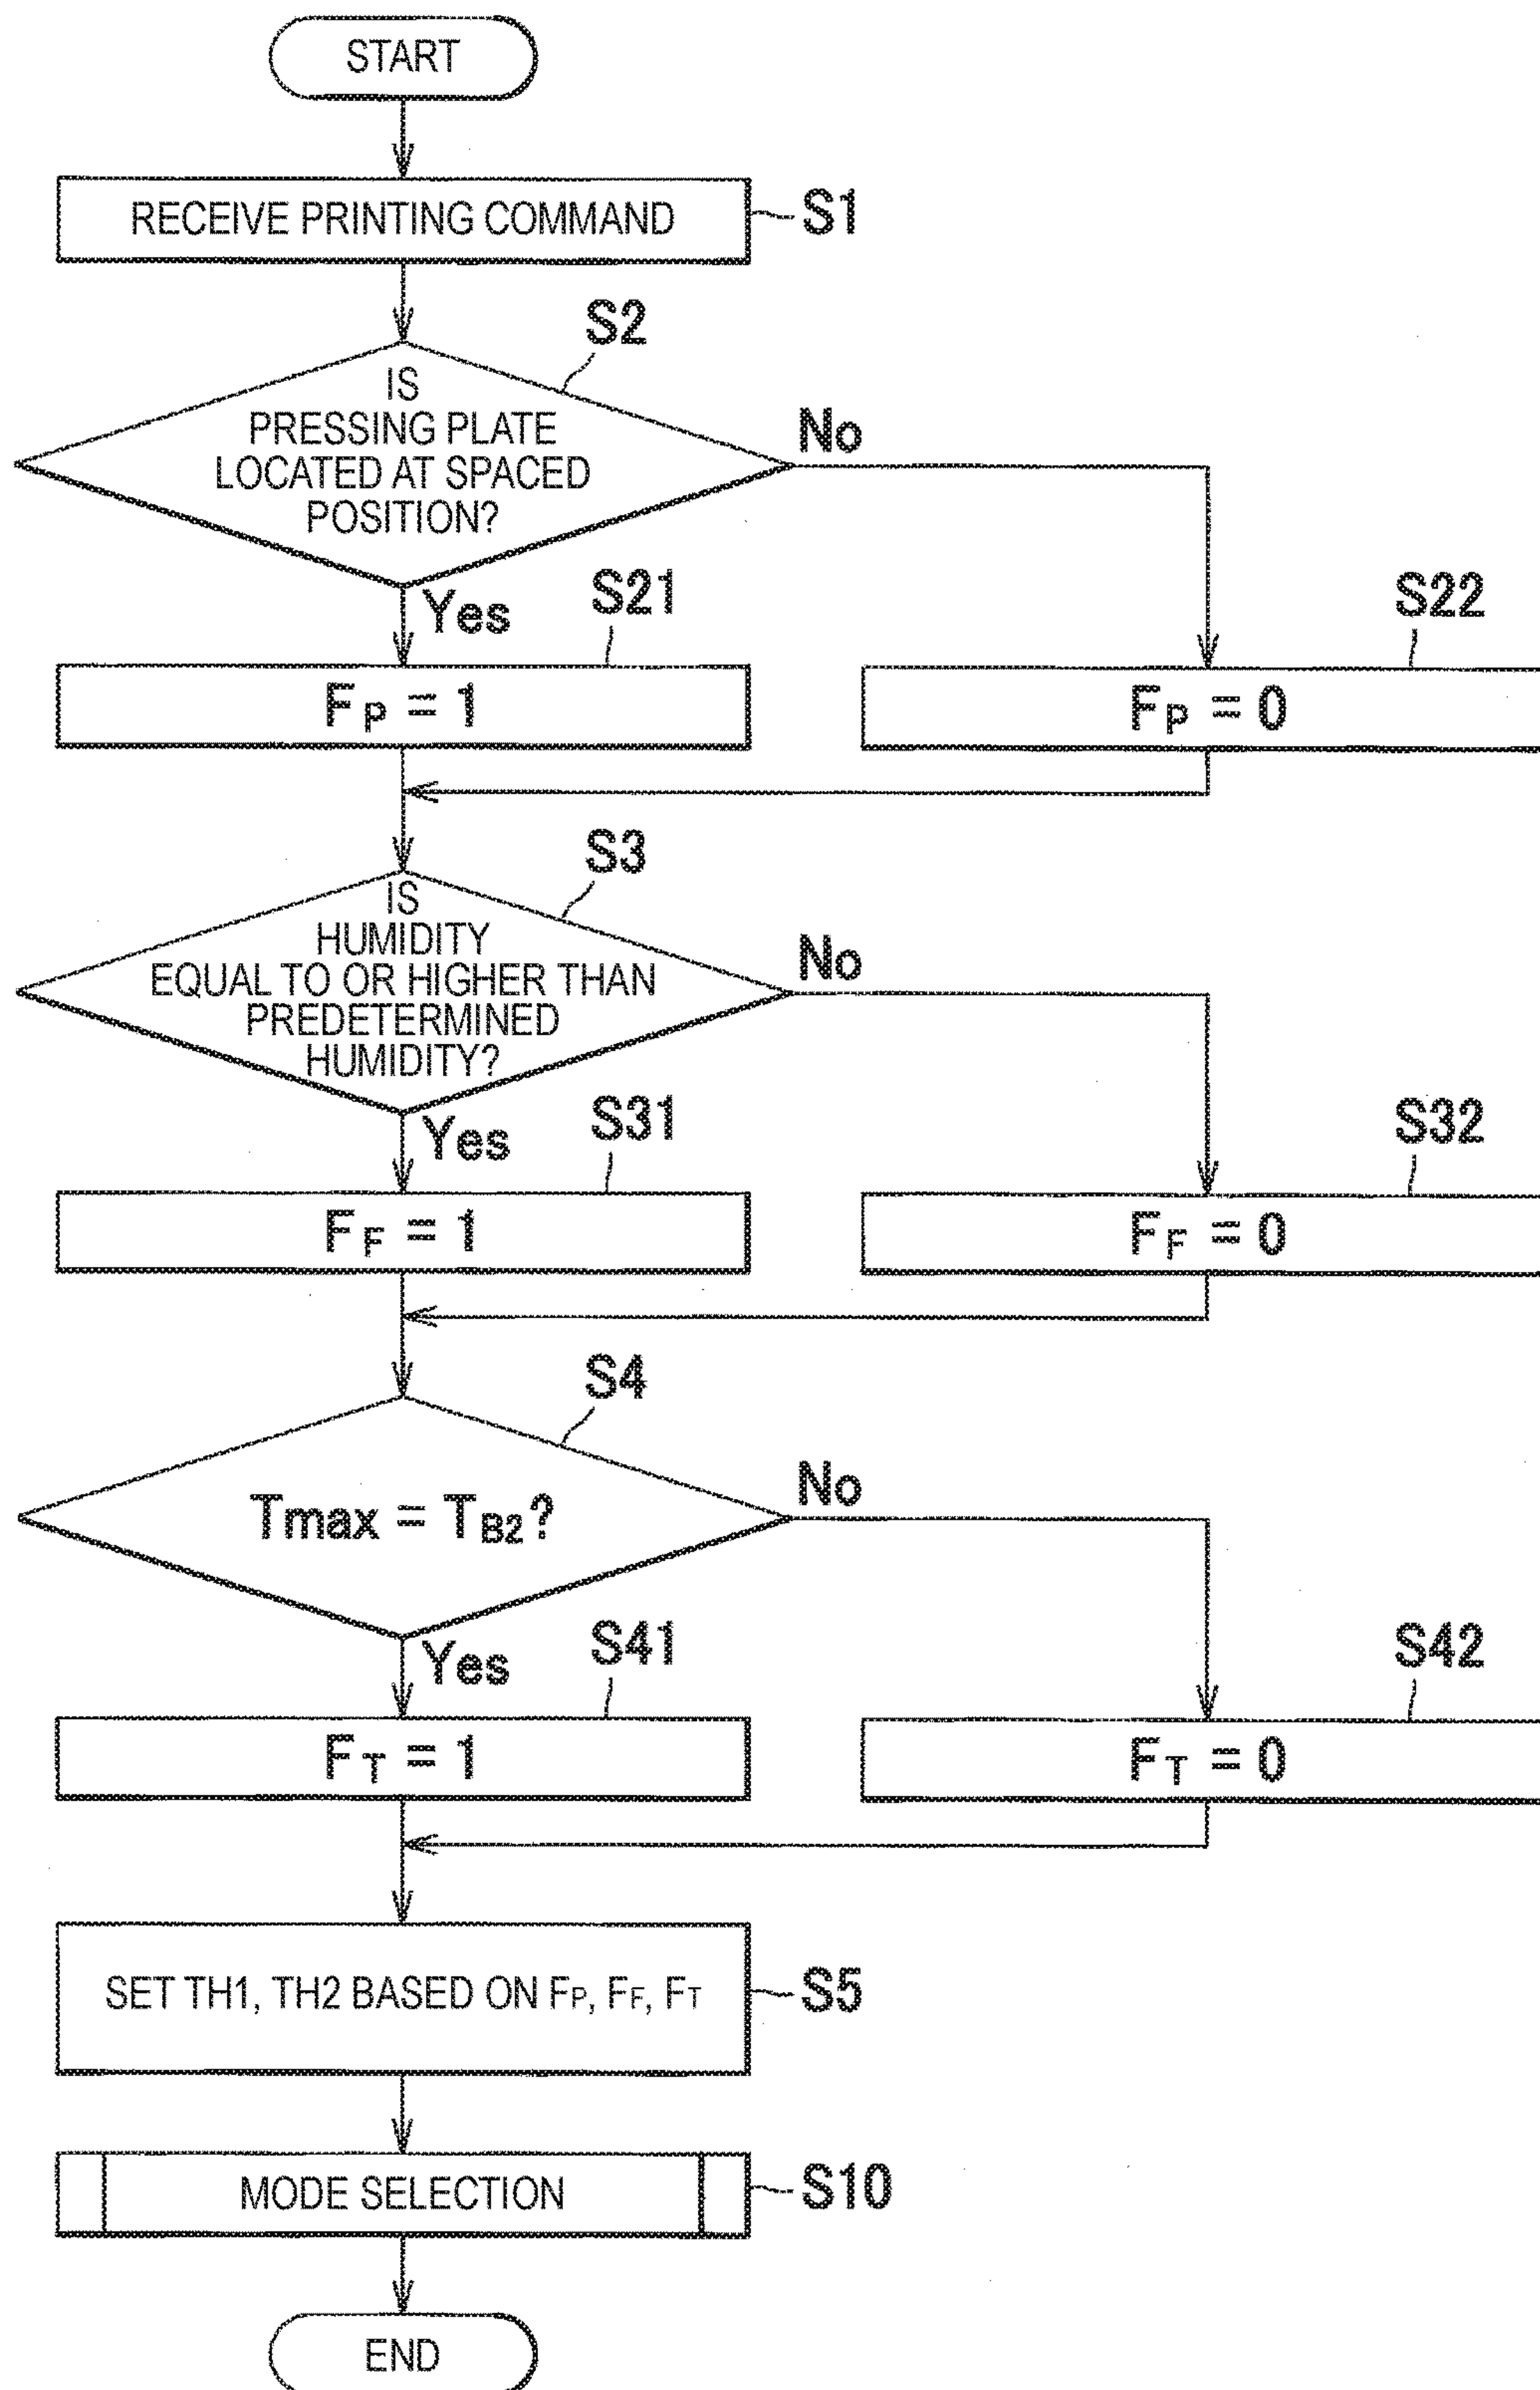 START
RECEIVE PRINTING COMMAND
S1
S2
IS
PRESSING PLATE
LOCATED AT SPACED
POSITION?
No
Yes
S21
S22
FP = 1
FP = 0
S3
IS
HUMIDITY
EQUAL TO OR HIGHER THAN
PREDETERMINED
HUMIDITY?
No
Yes
S31
S32
FF = 1
FF = 0
S4
Tmax = TB2?
No
Yes
S41
S42
FT = 1
FT = 0
SET TH1, TH2 BASED ON FP, FF, FT
S5
MODE SELECTION
S10
END